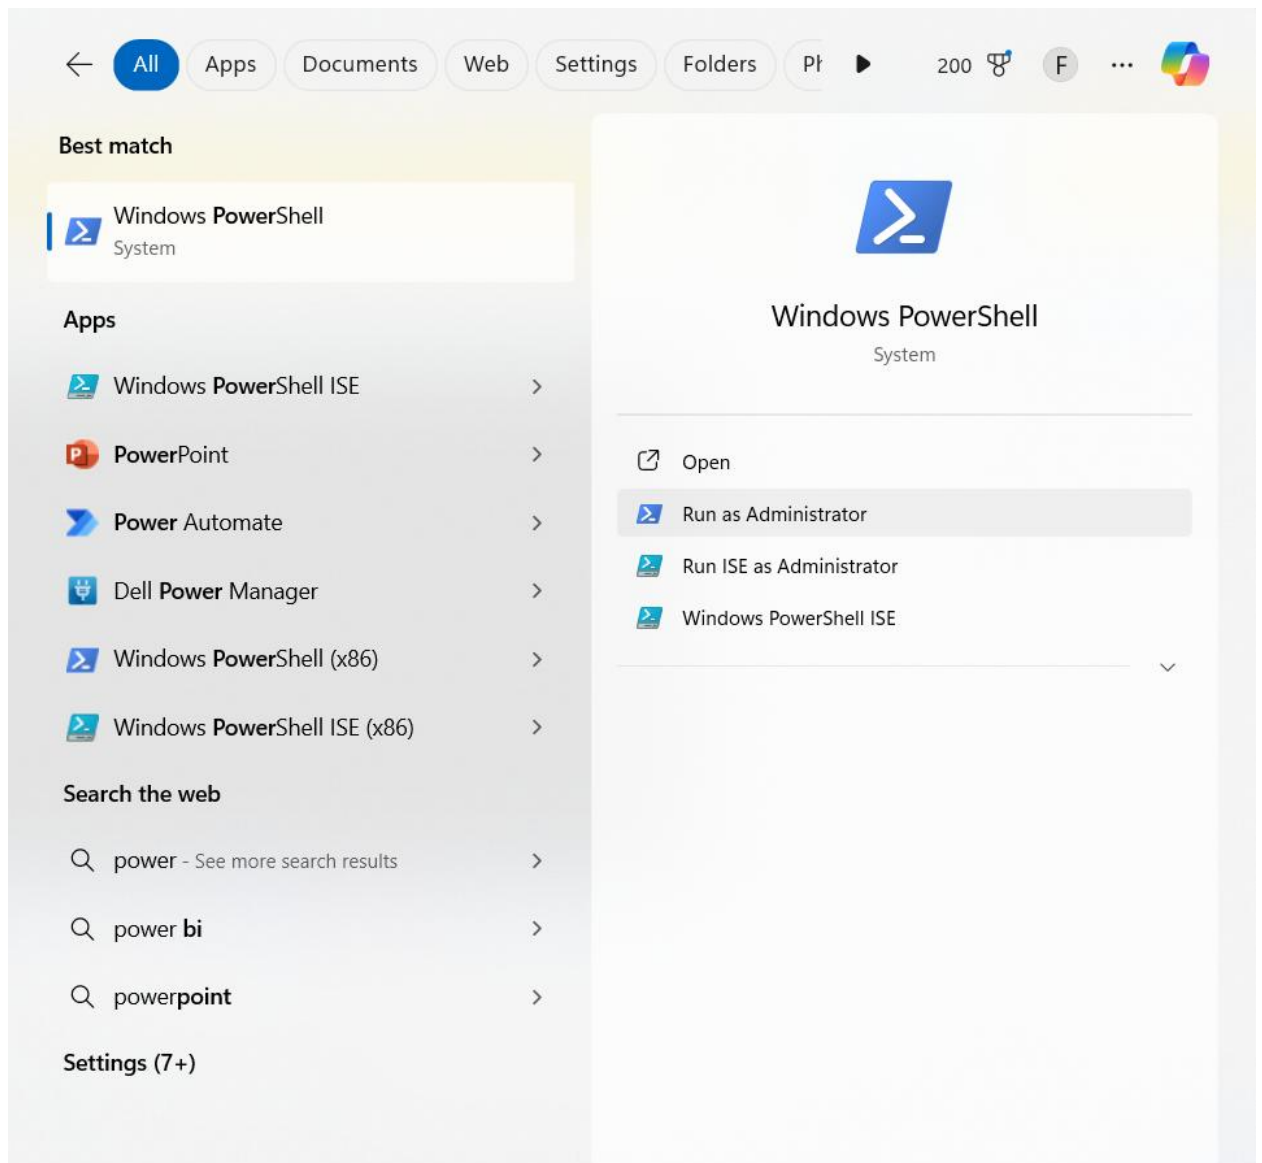 All Apps Documents Web Settings Folders Ph 200 F ...
Best match
Windows PowerShell
System
Apps
Windows PowerShell ISE
PowerPoint
Power Automate
Dell Power Manager
Windows PowerShell (x86)
Windows PowerShell ISE (x86)
Search the web
power - See more search results
power bi
powerpoint
Settings (7+)
Windows PowerShell
System
Open
Run as Administrator
Run ISE as Administrator
Windows PowerShell ISE